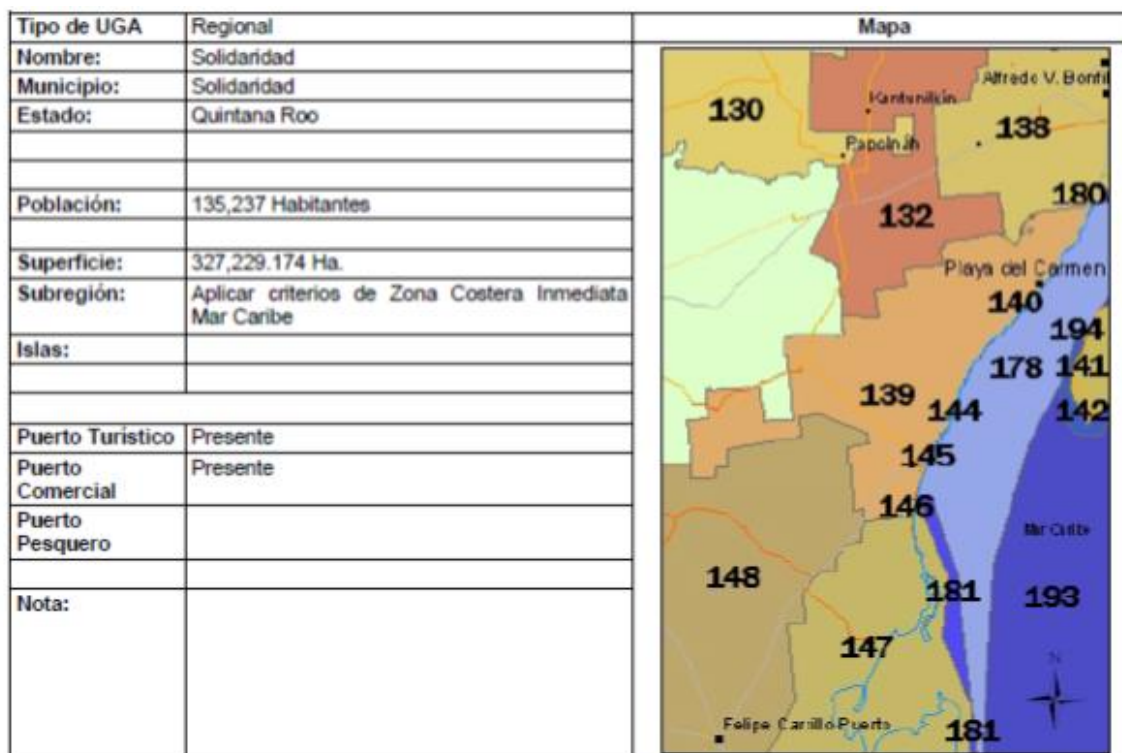 Tipo de UGA Regional Mapa
Nombre: Solidaridad
Municipio: Solidaridad
Estado: Quintana Roo
Población: 135,237 Habitantes
Superficie: 327,229.174 Ha.
Subregión: Aplicar criterios de Zona Costera Inmediata
Mar Caribe
Islas:
Puerto Turístico Presente
Puerto Presente
Comercial
Puerto
Pesquero
Nota:
Alfredo V. Bonfil
Kantunilkín
130
138
180
132
Playa del Carmen
140
194
178 141
139
144 142
145
146
Mar Caribe
148
181
193
147
N
Felipe Carrillo Puerto
181